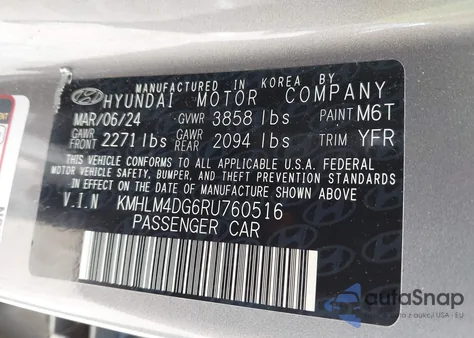 MANUFACTURED IN KOREA BY
HYUNDAI MOTOR COMPANY
MAR/06/24 GVWR 3858 lbs PAINT M6T
GAWR FRONT 2271 lbs GAWR REAR 2094 lbs TRIM YFR
THIS VEHICLE CONFORMS TO ALL APPLICABLE U.S.A. FEDERAL
MOTOR VEHICLE SAFETY, BUMPER, AND THEFT PREVENTION
STANDARDS IN EFFECT ON THE DATE OF MANUFACTURE SHOWN ABOVE.
V.I.N KMHLM4DG6RU760516
PASSENGER CAR
autoSnap